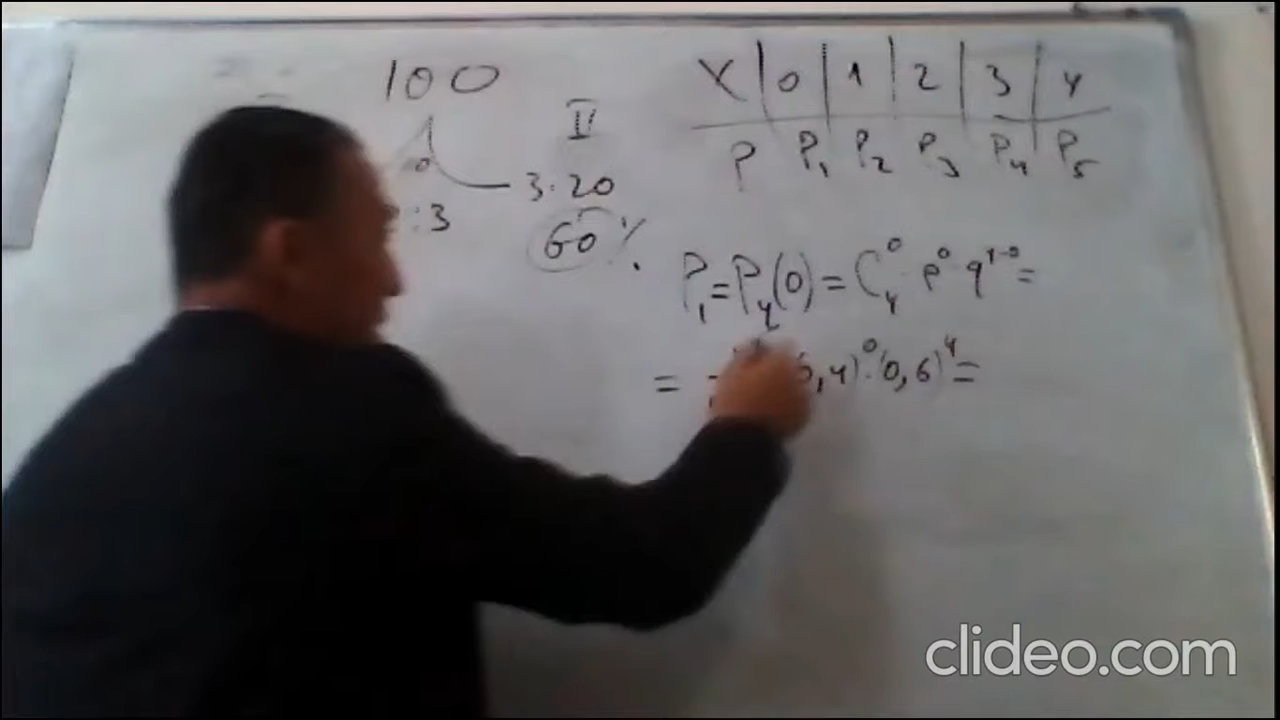 100
II
3·20
:3
60 %.
X | 0 | 1 | 2 | 3 | 4
P P₁ P₂ P₃ P₄ P₅
P₁ = P₄(0) = C₄⁰ · p⁰ q⁴⁻⁰ =
= ,4)⁰ · (0,6)⁴ =
clideo.com